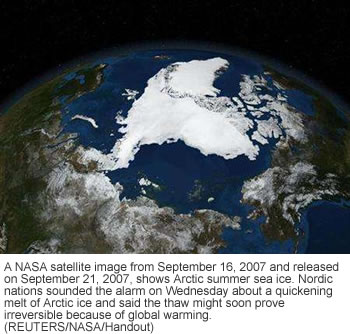 A NASA satellite image from September 16, 2007 and released
on September 21, 2007, shows Arctic summer sea ice. Nordic
nations sounded the alarm on Wednesday about a quickening
melt of Arctic ice and said the thaw might soon prove
irreversible because of global warming.
(REUTERS/NASA/Handout)